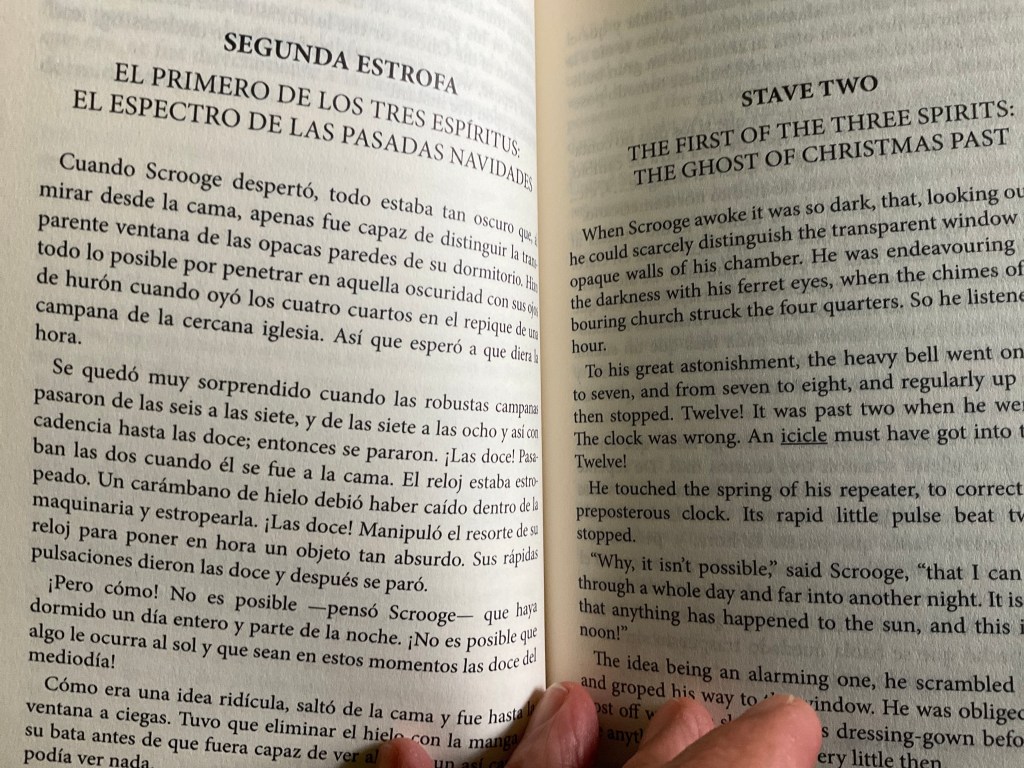 SEGUNDA ESTROFA
EL PRIMERO DE LOS TRES ESPÍRITUS:
EL ESPECTRO DE LAS PASADAS NAVIDADES
Cuando Scrooge despertó, todo estaba tan oscuro que,
mirar desde la cama, apenas fue capaz de distinguir la trans-
parente ventana de las opacas paredes de su dormitorio.
todo lo posible por penetrar en aquella oscuridad con sus ojos
de hurón cuando oyó los cuatro cuartos en el repique de una
campana de la cercana iglesia. Así que esperó a que diera la
hora.
Se quedó muy sorprendido cuando las robustas campanas
pasaron de las seis a las siete, y de las siete a las ocho y así con
cadencia hasta las doce; entonces se pararon. ¡Las doce! Pasa-
ban las dos cuando él se fue a la cama. El reloj estaba estro-
peado. Un carámbano de hielo debió haber caído dentro de la
maquinaria y estropearla. ¡Las doce! Manipuló el resorte de su
reloj para poner en hora un objeto tan absurdo. Sus rápidas
pulsaciones dieron las doce y después se paró.
¡Pero cómo! No es posible —pensó Scrooge— que haya
dormido un día entero y parte de la noche. ¡No es posible que
algo le ocurra al sol y que sean en estos momentos las doce del
mediodía!
Cómo era una idea ridícula, saltó de la cama y fue hasta la
ventana a ciegas. Tuvo que eliminar el hielo con la manga
su bata antes de que fuera capaz de ver al un así
podía ver nada.
STAVE TWO
THE FIRST OF THE THREE SPIRITS:
THE GHOST OF CHRISTMAS PAST
When Scrooge awoke it was so dark, that, looking ou
he could scarcely distinguish the transparent window
opaque walls of his chamber. He was endeavouring
the darkness with his ferret eyes, when the chimes of
bouring church struck the four quarters. So he listene
hour.
To his great astonishment, the heavy bell went on
to seven, and from seven to eight, and regularly up
then stopped. Twelve! It was past two when he we
The clock was wrong. An icicle must have got into t
Twelve!
He touched the spring of his repeater, to correct
preposterous clock. Its rapid little pulse beat tw
stopped.
“Why, it isn’t possible,” said Scrooge, “that I can
through a whole day and far into another night. It is
that anything has happened to the sun, and this i
noon!”
The idea being an alarming one, he scrambled
and groped his way to window. He was obliged
ost off dressing-gown befo
anyt ery little then